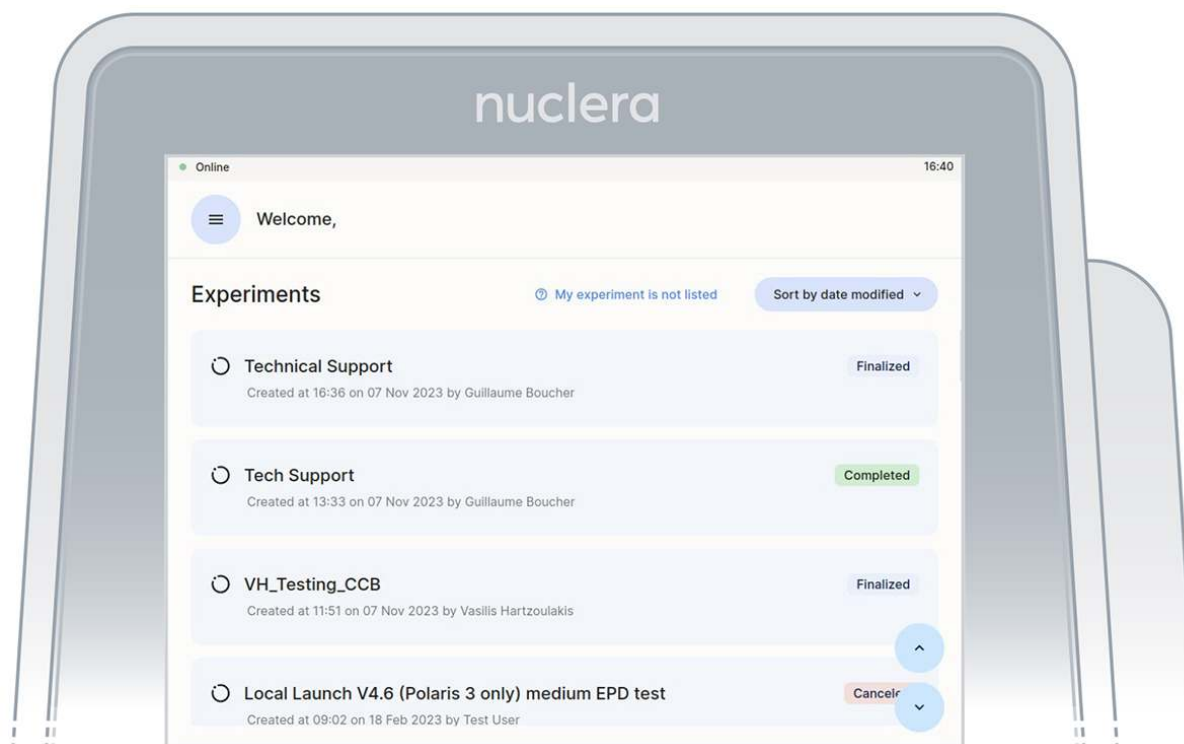 nuclera
Online 16:40
Welcome,
Experiments My experiment is not listed Sort by date modified
Technical Support Finalized
Created at 16:36 on 07 Nov 2023 by Guillaume Boucher
Tech Support Completed
Created at 13:33 on 07 Nov 2023 by Guillaume Boucher
VH_Testing_CCB Finalized
Created at 11:51 on 07 Nov 2023 by Vasilis Hartzoulakis
Local Launch V4.6 (Polaris 3 only) medium EPD test
Created at 09:02 on 18 Feb 2023 by Test User